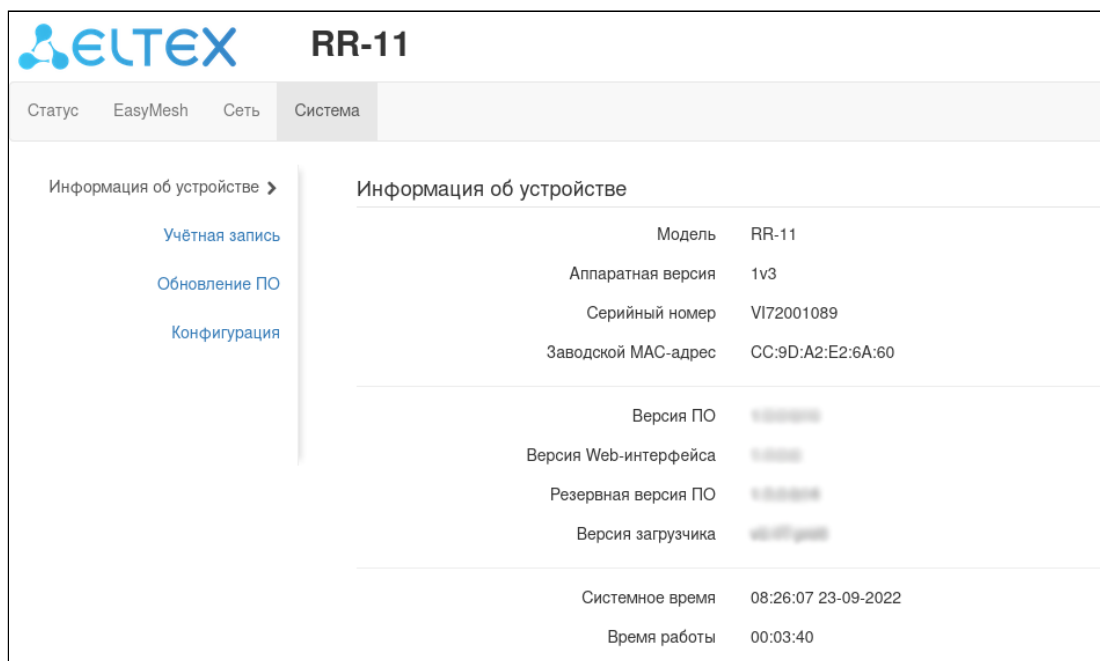 ELTEX RR-11
Статус EasyMesh Сеть Система
Информация об устройстве
Учётная запись
Обновление ПО
Конфигурация
Информация об устройстве
Модель RR-11
Аппаратная версия 1v3
Серийный номер VI72001089
Заводской MAC-адрес CC:9D:A2:E2:6A:60
Версия ПО
Версия Web-интерфейса
Резервная версия ПО
Версия загрузчика
Системное время 08:26:07 23-09-2022
Время работы 00:03:40